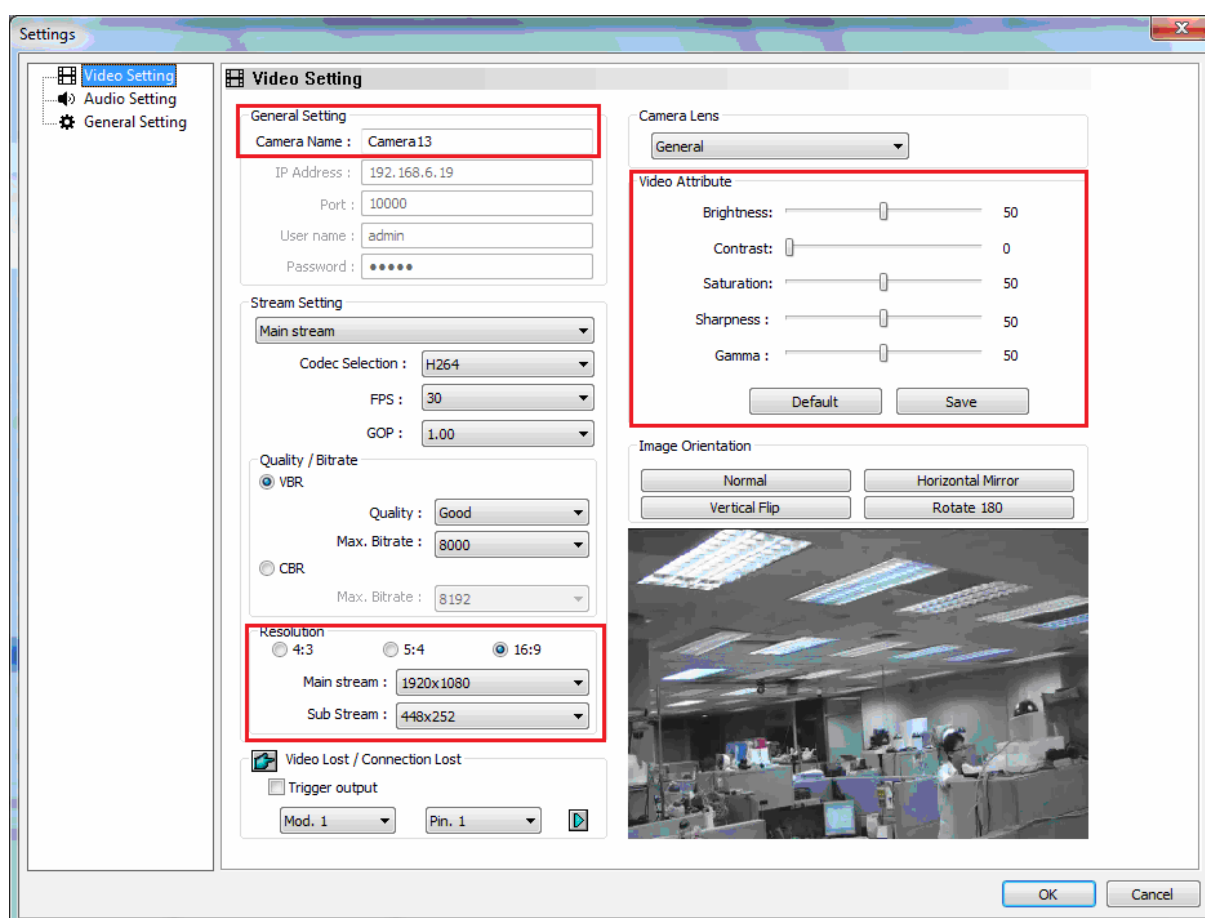 Settings
X
Video Setting
Audio Setting
General Setting
Video Setting
General Setting
Camera Name : Camera13
IP Address : 192.168.6.19
Port : 10000
User name : admin
Password : •••••
Stream Setting
Main stream
Codec Selection : H264
FPS : 30
GOP : 1.00
Quality / Bitrate
VBR
Quality : Good
Max. Bitrate : 8000
CBR
Max. Bitrate : 8192
Resolution
4:3 5:4 16:9
Main stream : 1920x1080
Sub Stream : 448x252
Video Lost / Connection Lost
Trigger output
Mod. 1 Pin. 1
Camera Lens
General
Video Attribute
Brightness: 50
Contrast: 0
Saturation: 50
Sharpness : 50
Gamma : 50
Default Save
Image Orientation
Normal Horizontal Mirror
Vertical Flip Rotate 180
OK Cancel